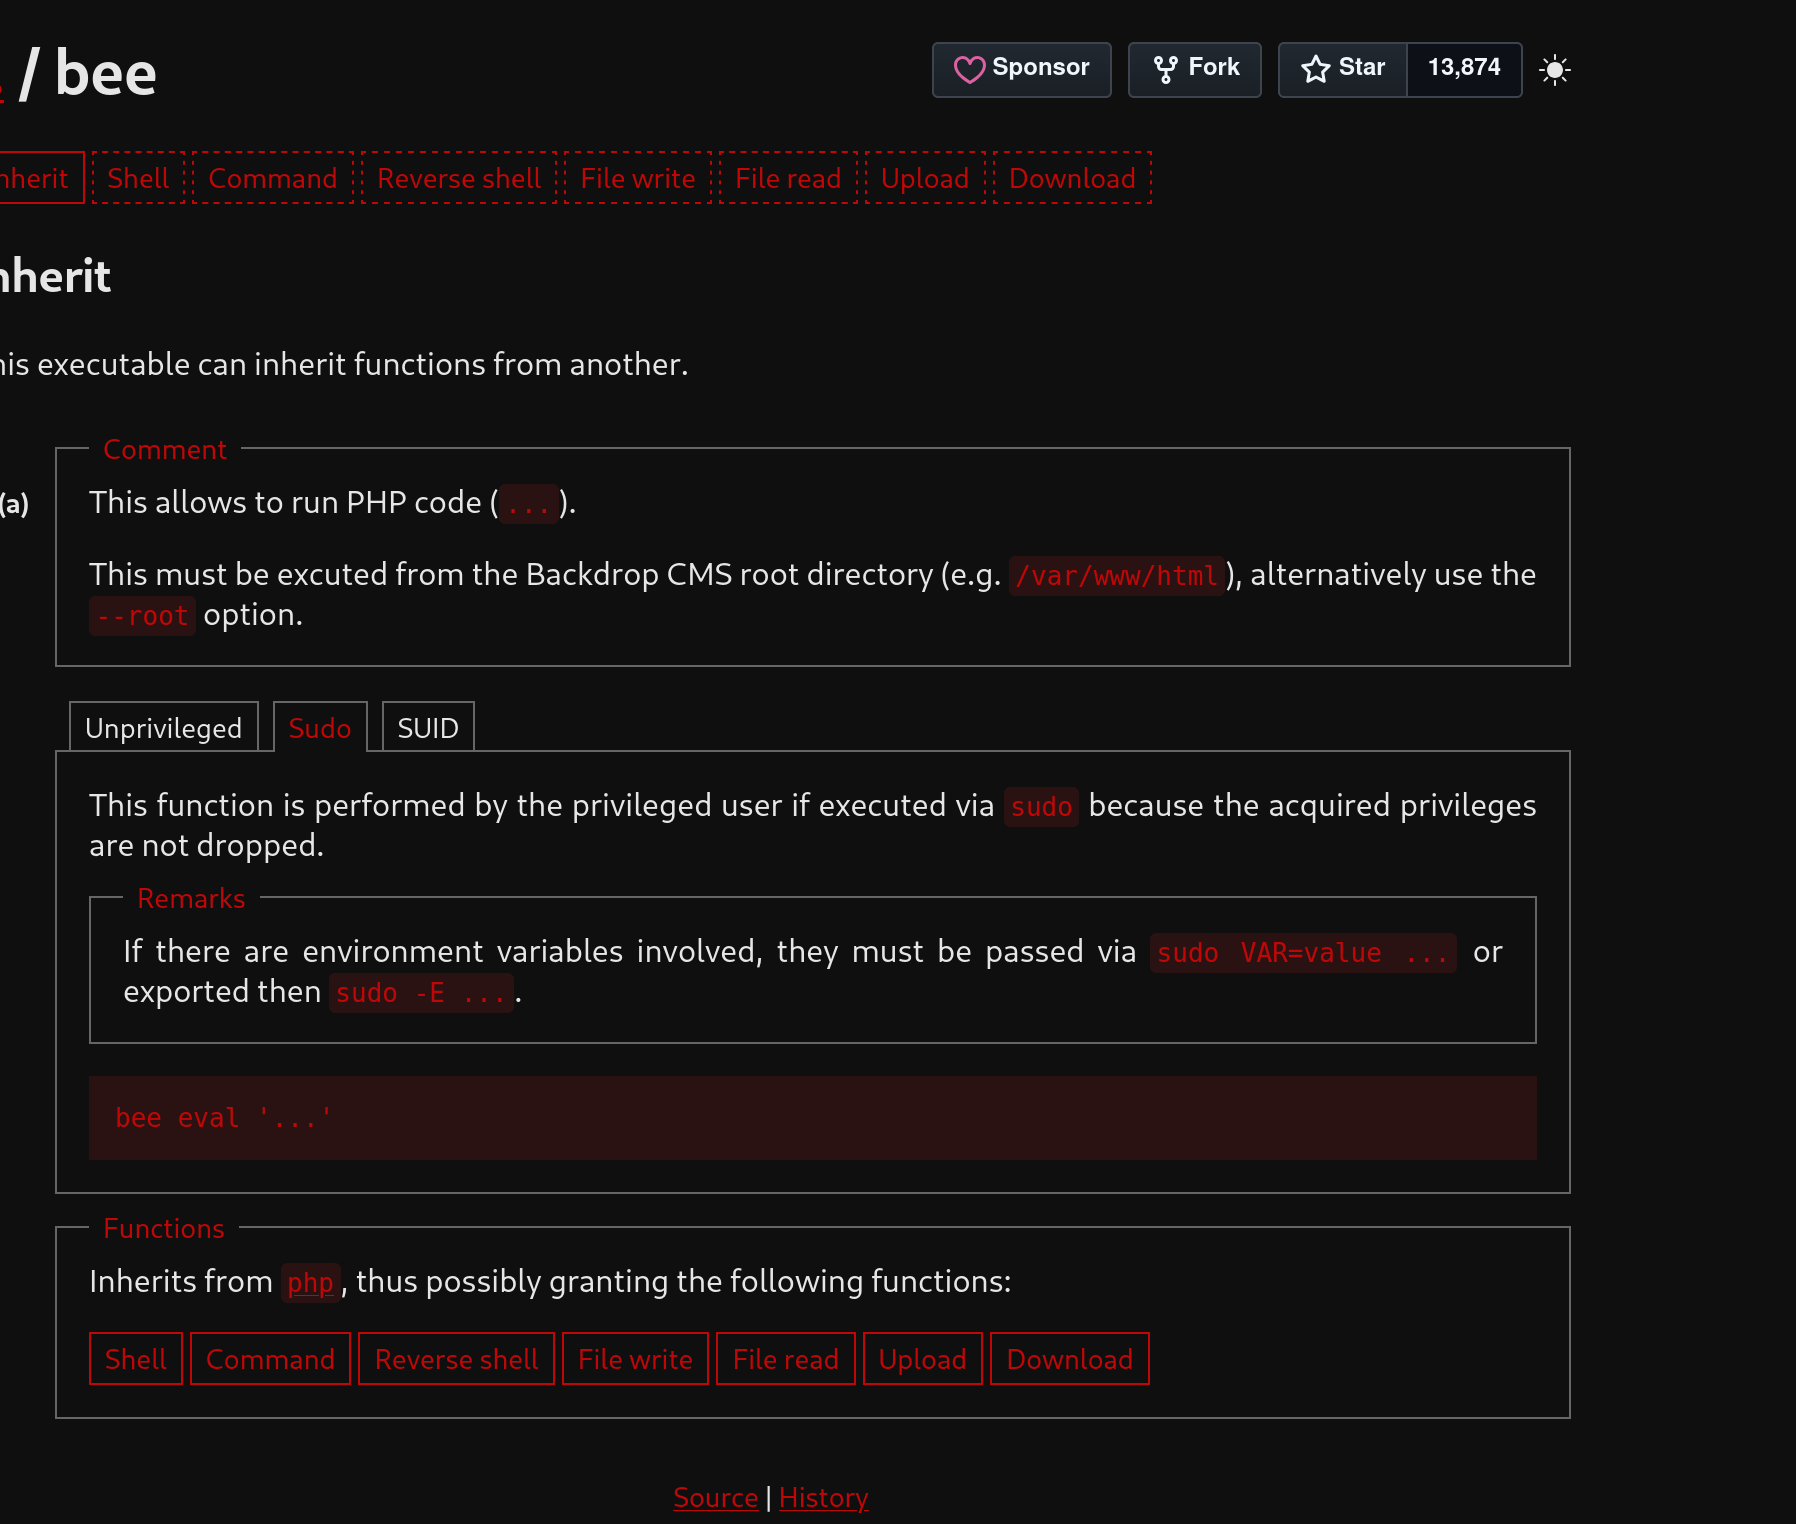 / bee
Sponsor Fork Star 13,874
nherit Shell Command Reverse shell File write File read Upload Download
nherit
his executable can inherit functions from another.
Comment
(a) This allows to run PHP code (...).
This must be excuted from the Backdrop CMS root directory (e.g. /var/www/html), alternatively use the
--root option.
Unprivileged Sudo SUID
This function is performed by the privileged user if executed via sudo because the acquired privileges
are not dropped.
Remarks
If there are environment variables involved, they must be passed via sudo VAR=value ... or
exported then sudo -E ....
bee eval '...'
Functions
Inherits from php, thus possibly granting the following functions:
Shell Command Reverse shell File write File read Upload Download
Source | History